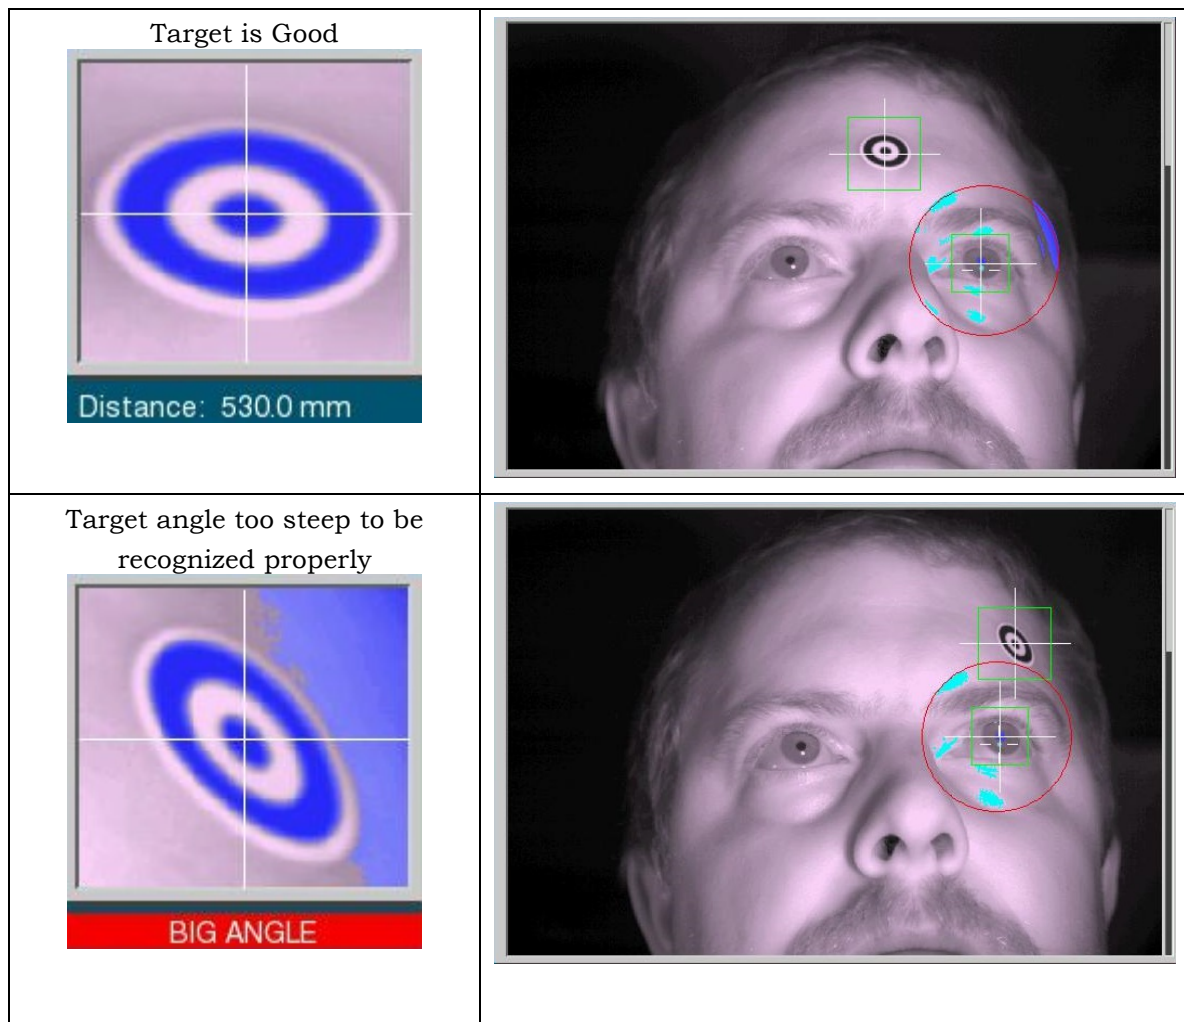 Target is Good
Distance: 530.0 mm
Target angle too steep to be
recognized properly
BIG ANGLE